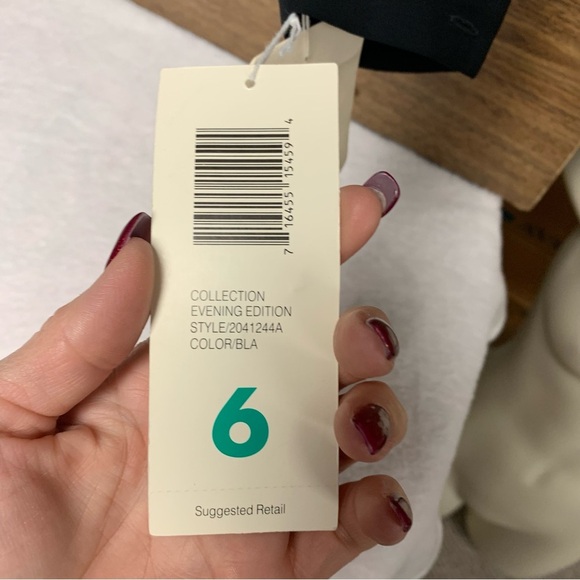 7 16455 15459 4
COLLECTION
EVENING EDITION
STYLE/2041244A
COLOR/BLA
6
Suggested Retail